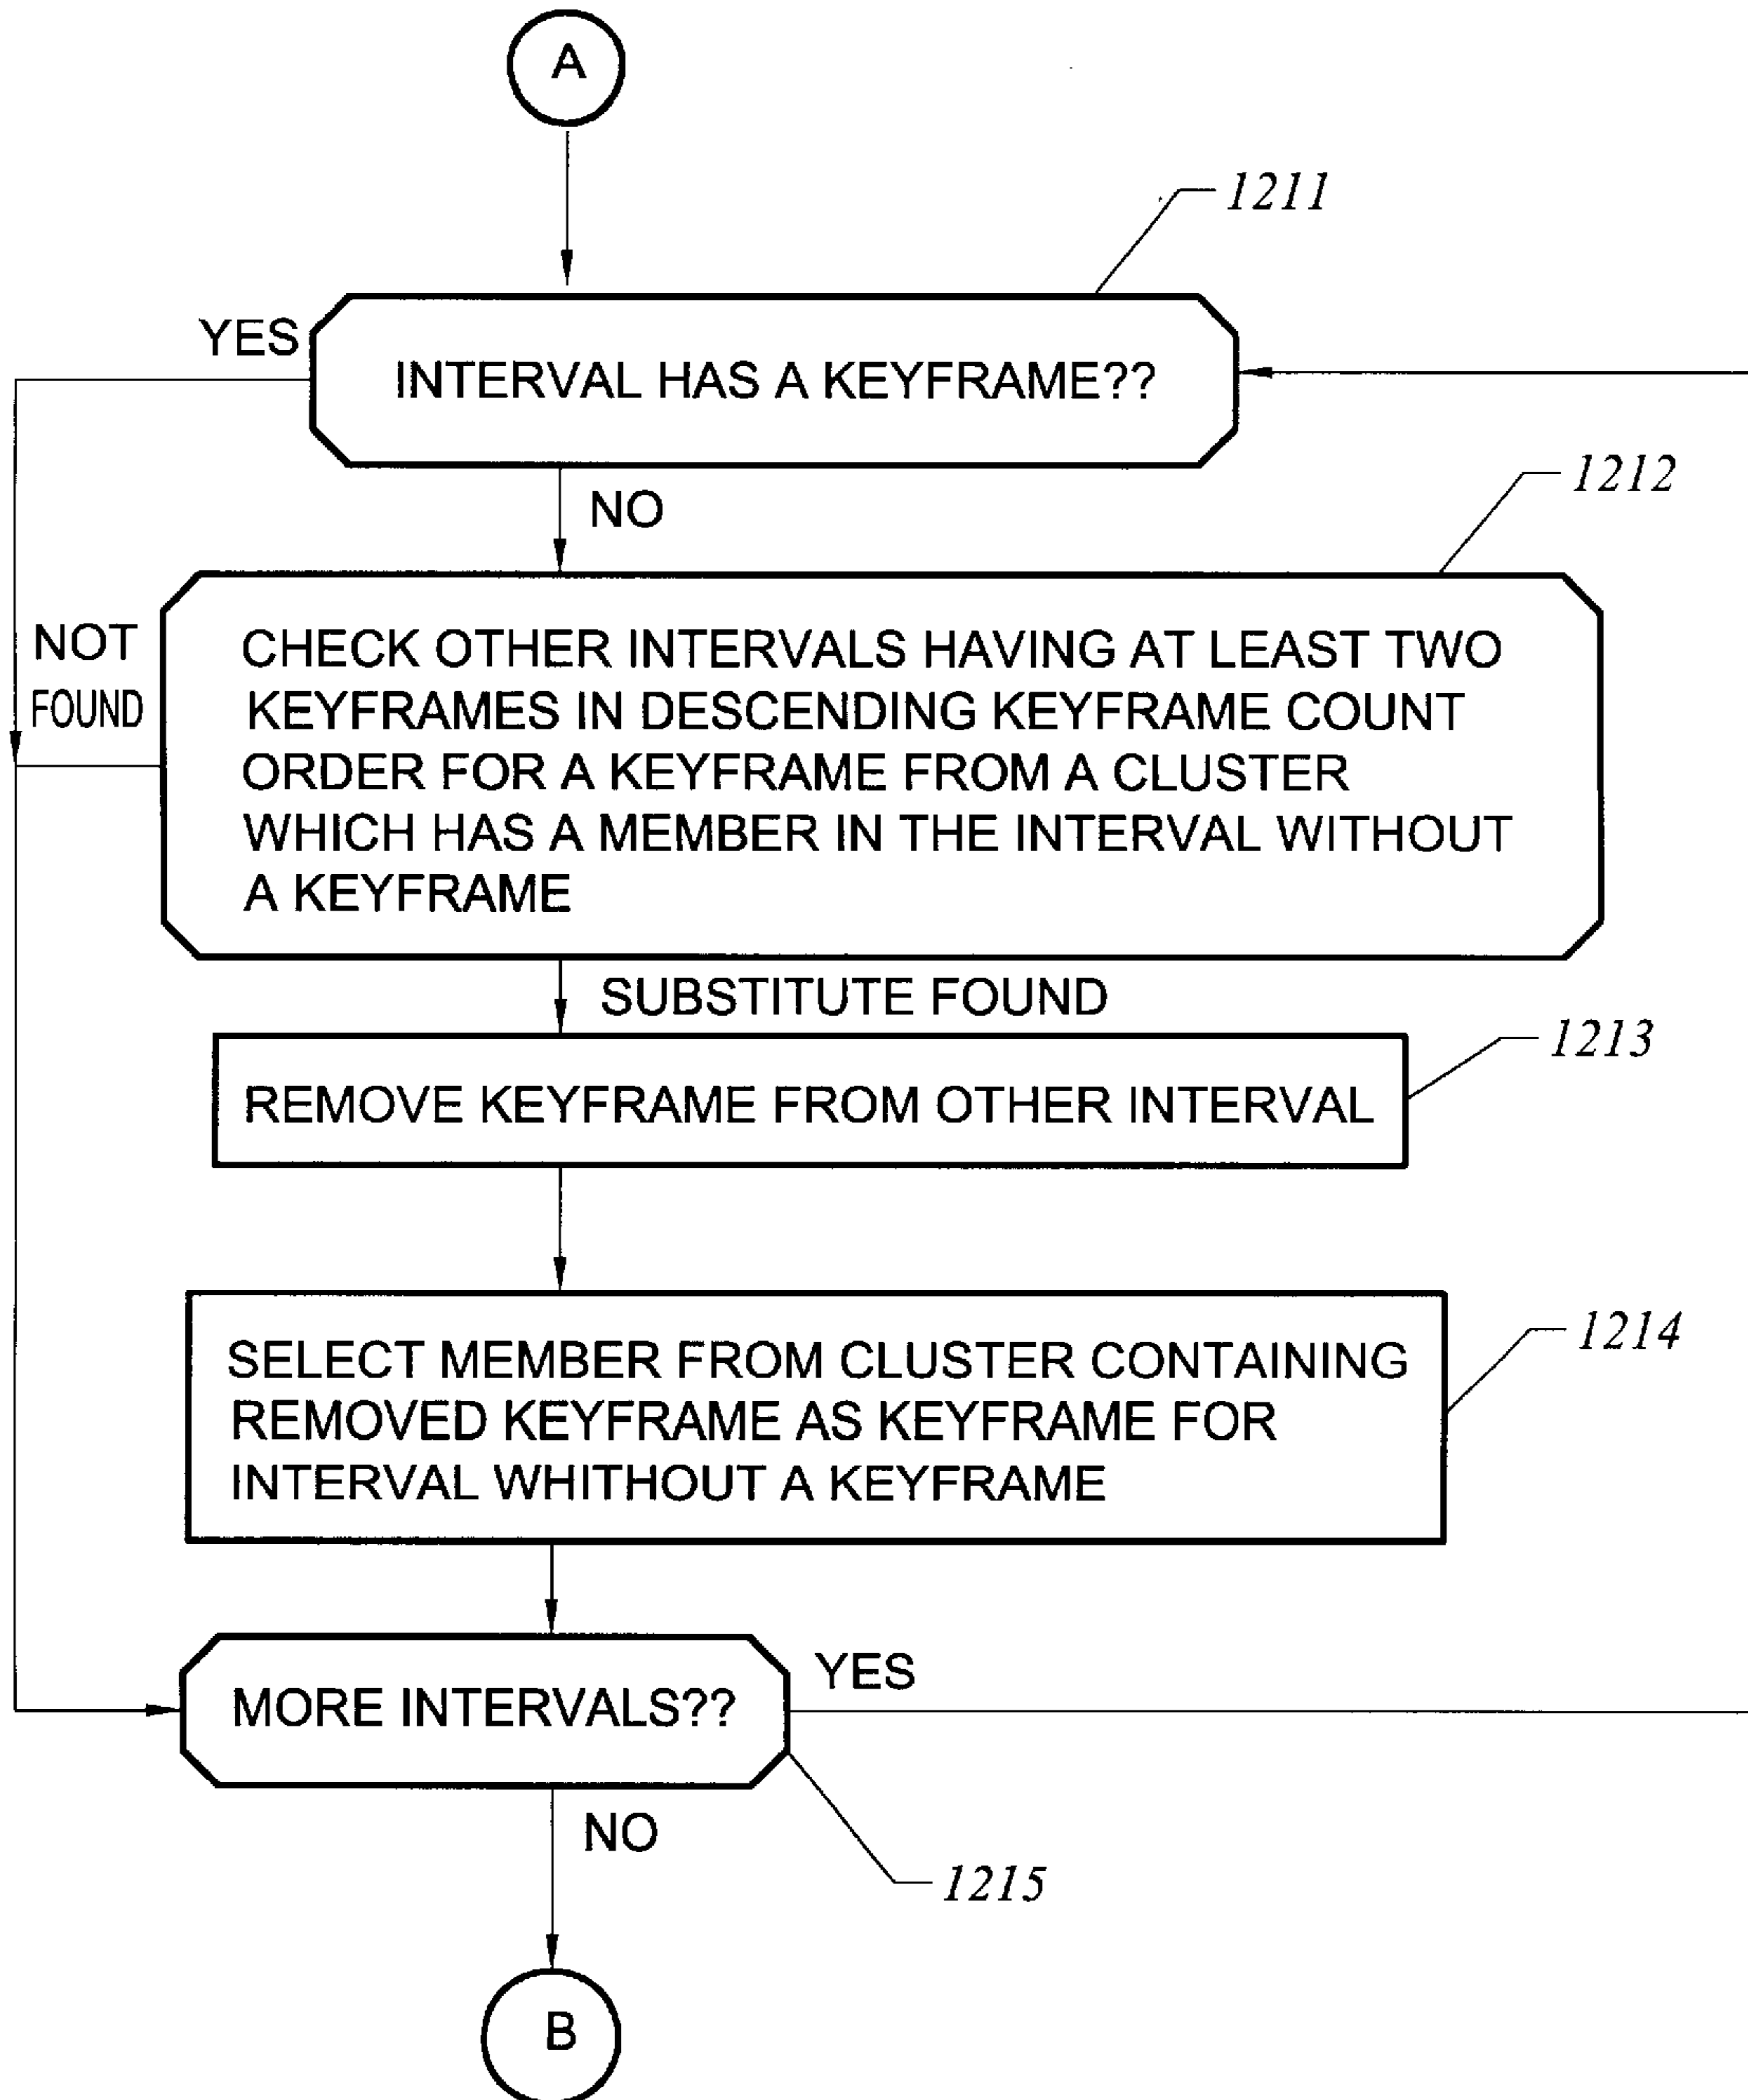 A
1211
YES
INTERVAL HAS A KEYFRAME??
1212
NO
NOT
FOUND
CHECK OTHER INTERVALS HAVING AT LEAST TWO
KEYFRAMES IN DESCENDING KEYFRAME COUNT
ORDER FOR A KEYFRAME FROM A CLUSTER
WHICH HAS A MEMBER IN THE INTERVAL WITHOUT
A KEYFRAME
SUBSTITUTE FOUND
1213
REMOVE KEYFRAME FROM OTHER INTERVAL
1214
SELECT MEMBER FROM CLUSTER CONTAINING
REMOVED KEYFRAME AS KEYFRAME FOR
INTERVAL WHITHOUT A KEYFRAME
YES
MORE INTERVALS??
NO
1215
B